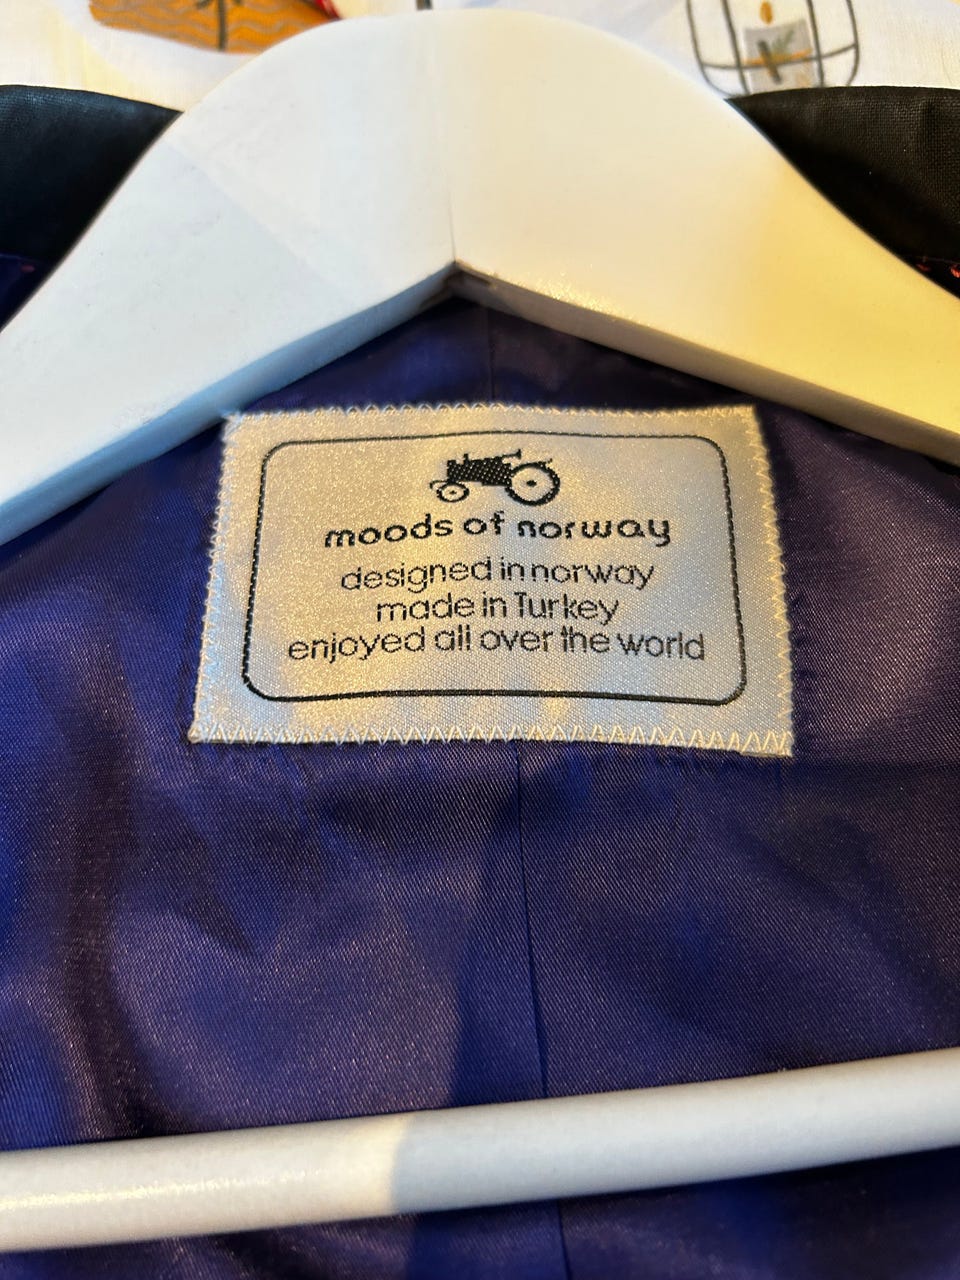 moods of norway
designed in norway
made in Turkey
enjoyed all over the world